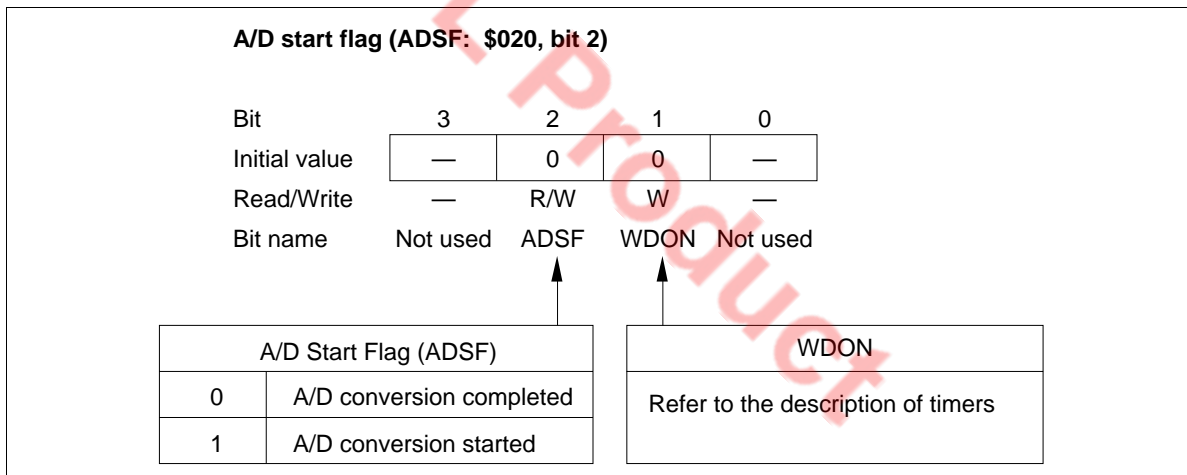 A/D start flag (ADSF: $020, bit 2)
Bit 3 2 1 0
Initial value — 0 0 —
Read/Write — R/W W —
Bit name Not used ADSF WDON Not used
A/D Start Flag (ADSF)
0 A/D conversion completed
1 A/D conversion started
WDON
Refer to the description of timers
L Product